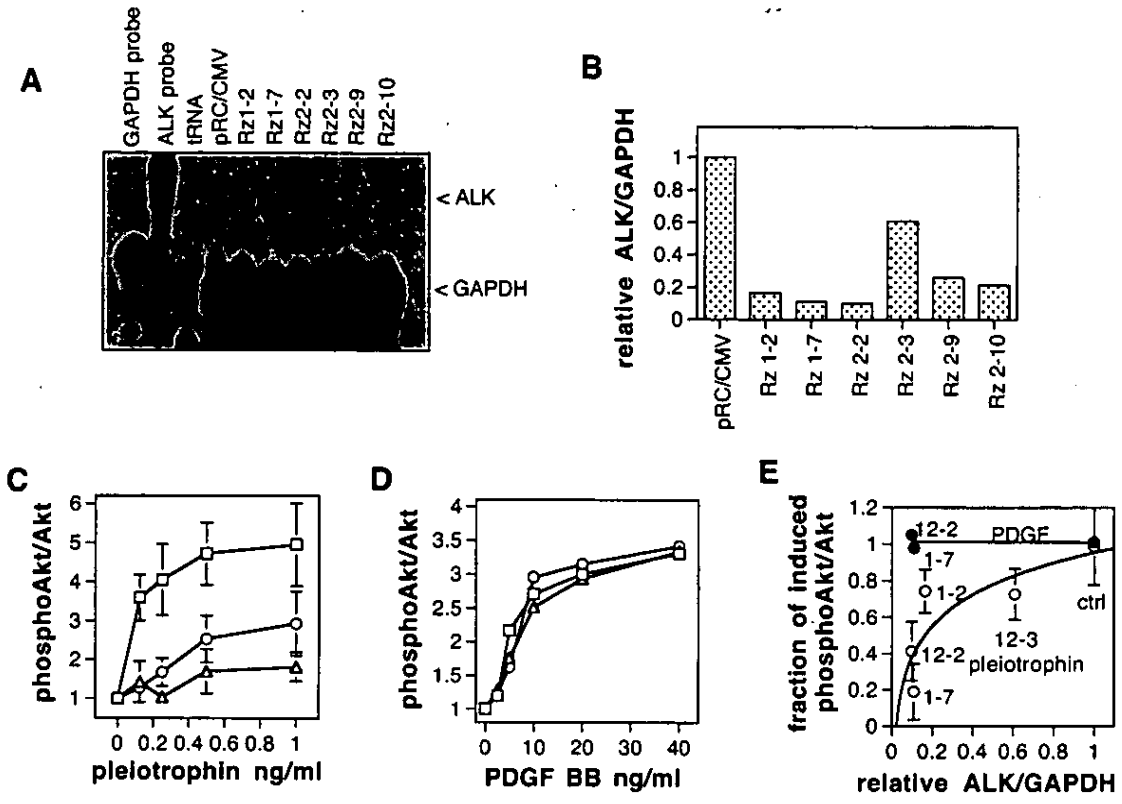 A
GAPDH probe
ALK probe
tRNA
pRC/CMV
Rz1-2
Rz1-7
Rz2-2
Rz2-3
Rz2-9
Rz2-10
< ALK
< GAPDH
B
relative ALK/GAPDH
1
0.8
0.6
0.4
0.2
0
pRC/CMV
Rz 1-2
Rz 1-7
Rz 2-2
Rz 2-3
Rz 2-9
Rz 2-10
C
phosphoAkt/Akt
6
5
4
3
2
1
0 0.2 0.4 0.6 0.8 1
pleiotrophin ng/ml
D
phosphoAkt/Akt
4
3.5
3
2.5
2
1.5
1
0 10 20 30 40
PDGF BB ng/ml
E
fraction of induced
phosphoAkt/Akt
1.2
1
0.8
0.6
0.4
0.2
0
12-2
PDGF
1-7
1-2
ctrl
12-3
12-2 pleiotrophin
1-7
0 0.2 0.4 0.6 0.8 1
relative ALK/GAPDH